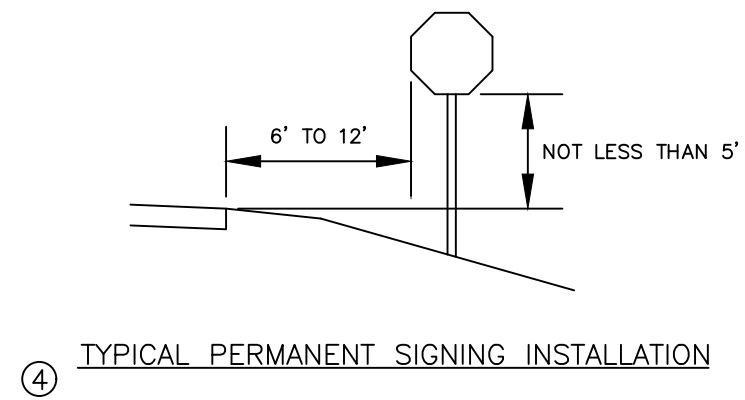 6' TO 12'
NOT LESS THAN 5'
4 TYPICAL PERMANENT SIGNING INSTALLATION